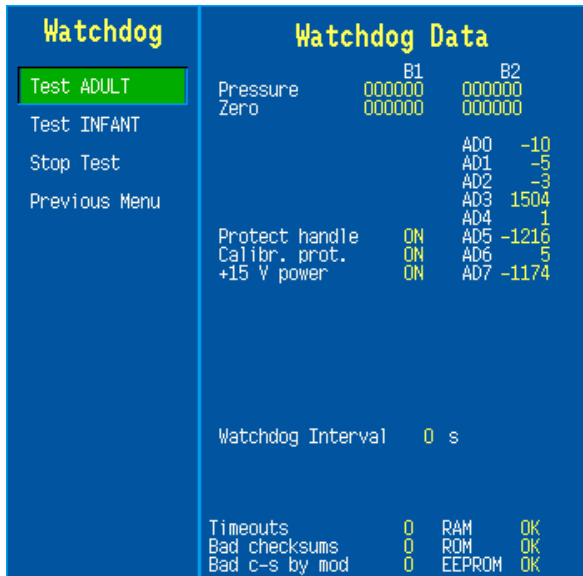 Watchdog
Test ADULT
Test INFANT
Stop Test
Previous Menu
Watchdog Data
B1 B2
Pressure 000000 000000
Zero 000000 000000
AD0 -10
AD1 -5
AD2 -3
AD3 1504
AD4 1
Protect handle ON AD5 -1216
Calibr. prot. ON AD6 5
+15 V power ON AD7 -1174
Watchdog Interval 0 s
Timeouts 0 RAM OK
Bad checksums 0 ROM OK
Bad c-s by mod 0 EEPROM OK